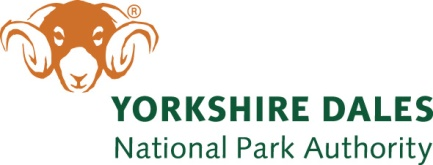 ®
YORKSHIRE DALES
National Park Authority